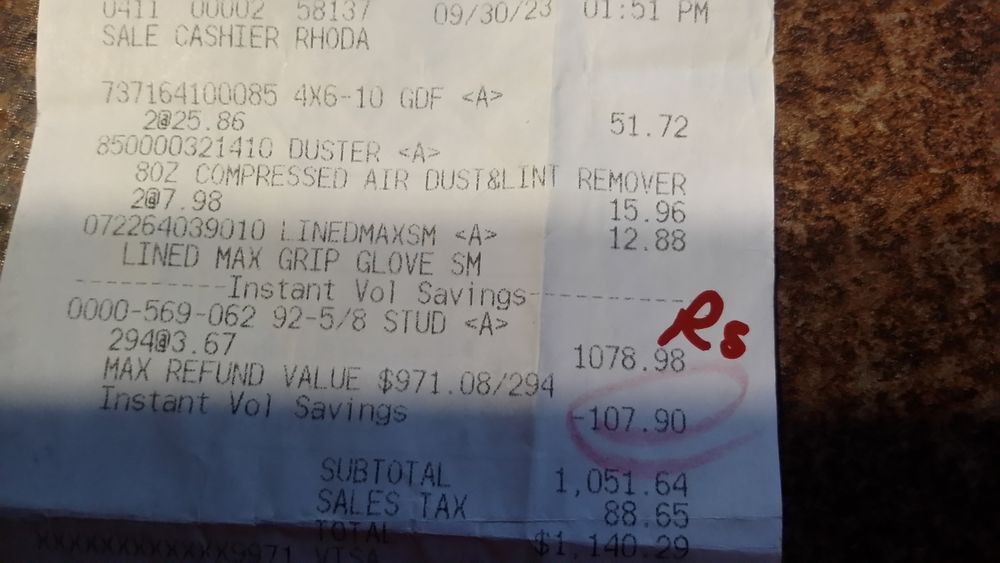 0411 00002 58137 09/30/23 01:51 PM
SALE CASHIER RHODA
737164100085 4X6-10 GDF <A>
2@25.86 51.72
850000321410 DUSTER <A>
8OZ COMPRESSED AIR DUST&LINT REMOVER
2@7.98 15.96
072264039010 LINEDMAXSM <A> 12.88
LINED MAX GRIP GLOVE SM
----------Instant Vol Savings----------
Rs
0000-569-062 92-5/8 STUD <A>
294@3.67 1078.98
MAX REFUND VALUE $971.08/294
Instant Vol Savings -107.90
SUBTOTAL 1,051.64
SALES TAX 88.65
TOTAL $1,140.29
XXXXXXXXXXXX9971 VISA